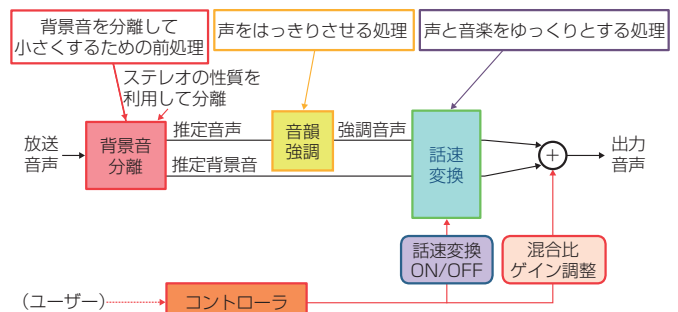 背景音を分離して
小さくするための前処理
声をはっきりさせる処理
声と音楽をゆっくりとする処理
ステレオの性質を
利用して分離
放送
音声
背景音
分離
推定音声
推定背景音
音韻
強調
強調音声
話速
変換
+
出力
音声
話速変換
ON/OFF
混合比
ゲイン調整
(ユーザー)
コントローラ